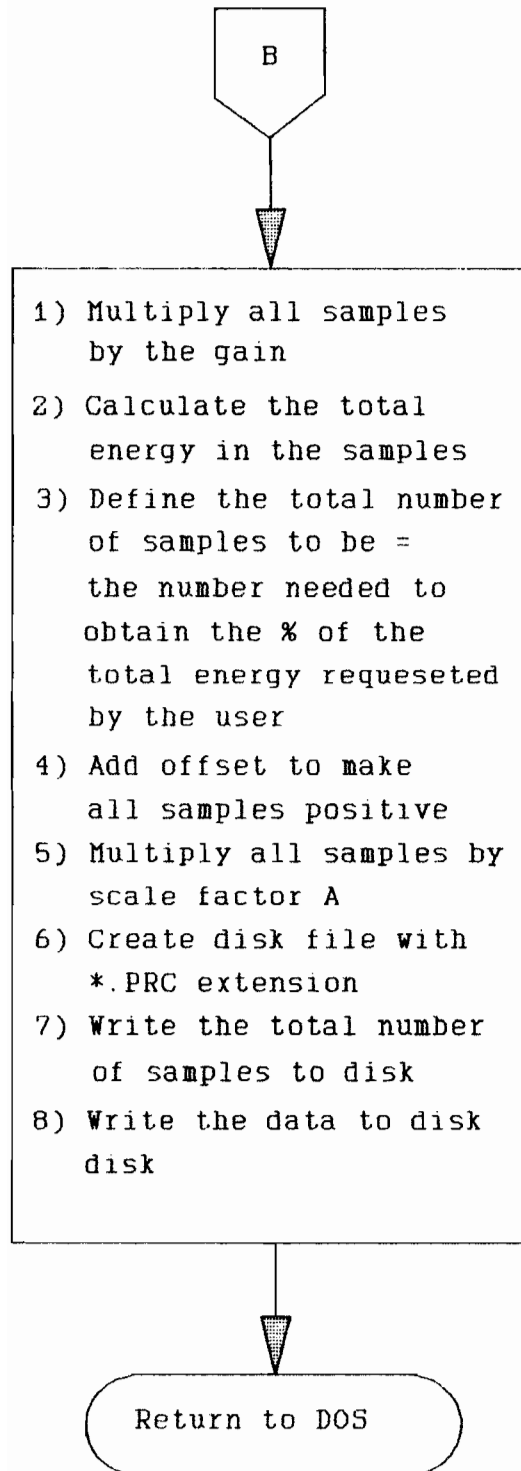 B
1) Multiply all samples
by the gain
2) Calculate the total
energy in the samples
3) Define the total number
of samples to be =
the number needed to
obtain the % of the
total energy requeseted
by the user
4) Add offset to make
all samples positive
5) Multiply all samples by
scale factor A
6) Create disk file with
*.PRC extension
7) Write the total number
of samples to disk
8) Write the data to disk
disk
Return to DOS